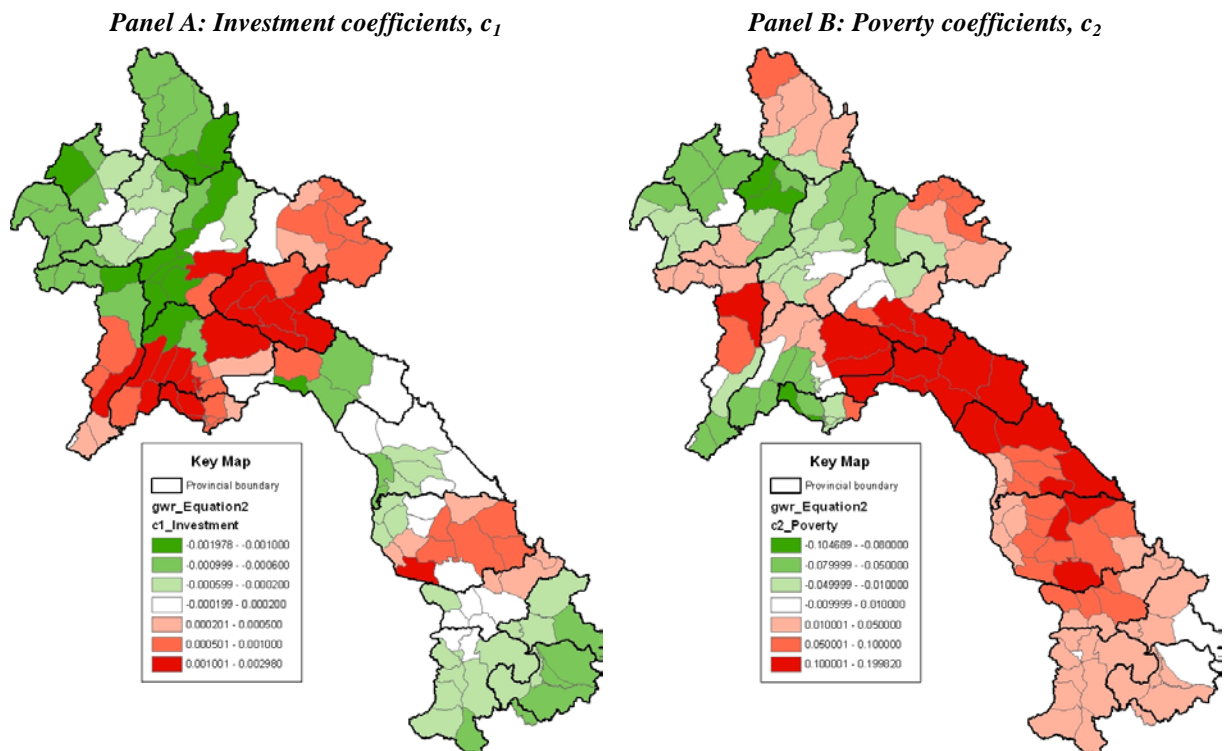 Panel A: Investment coefficients, c1
Panel B: Poverty coefficients, c2
Key Map
Provincial boundary
gwr_Equation2
c1_Investment
-0.001978 - -0.001000
-0.000999 - -0.000600
-0.000599 - -0.000200
-0.000199 - 0.000200
0.000201 - 0.000500
0.000501 - 0.001000
0.001001 - 0.002980
Key Map
Provincial boundary
gwr_Equation2
c2_Poverty
-0.104689 - -0.080000
-0.079999 - -0.050000
-0.049999 - -0.010000
-0.009999 - 0.010000
0.010001 - 0.050000
0.050001 - 0.100000
0.100001 - 0.199820